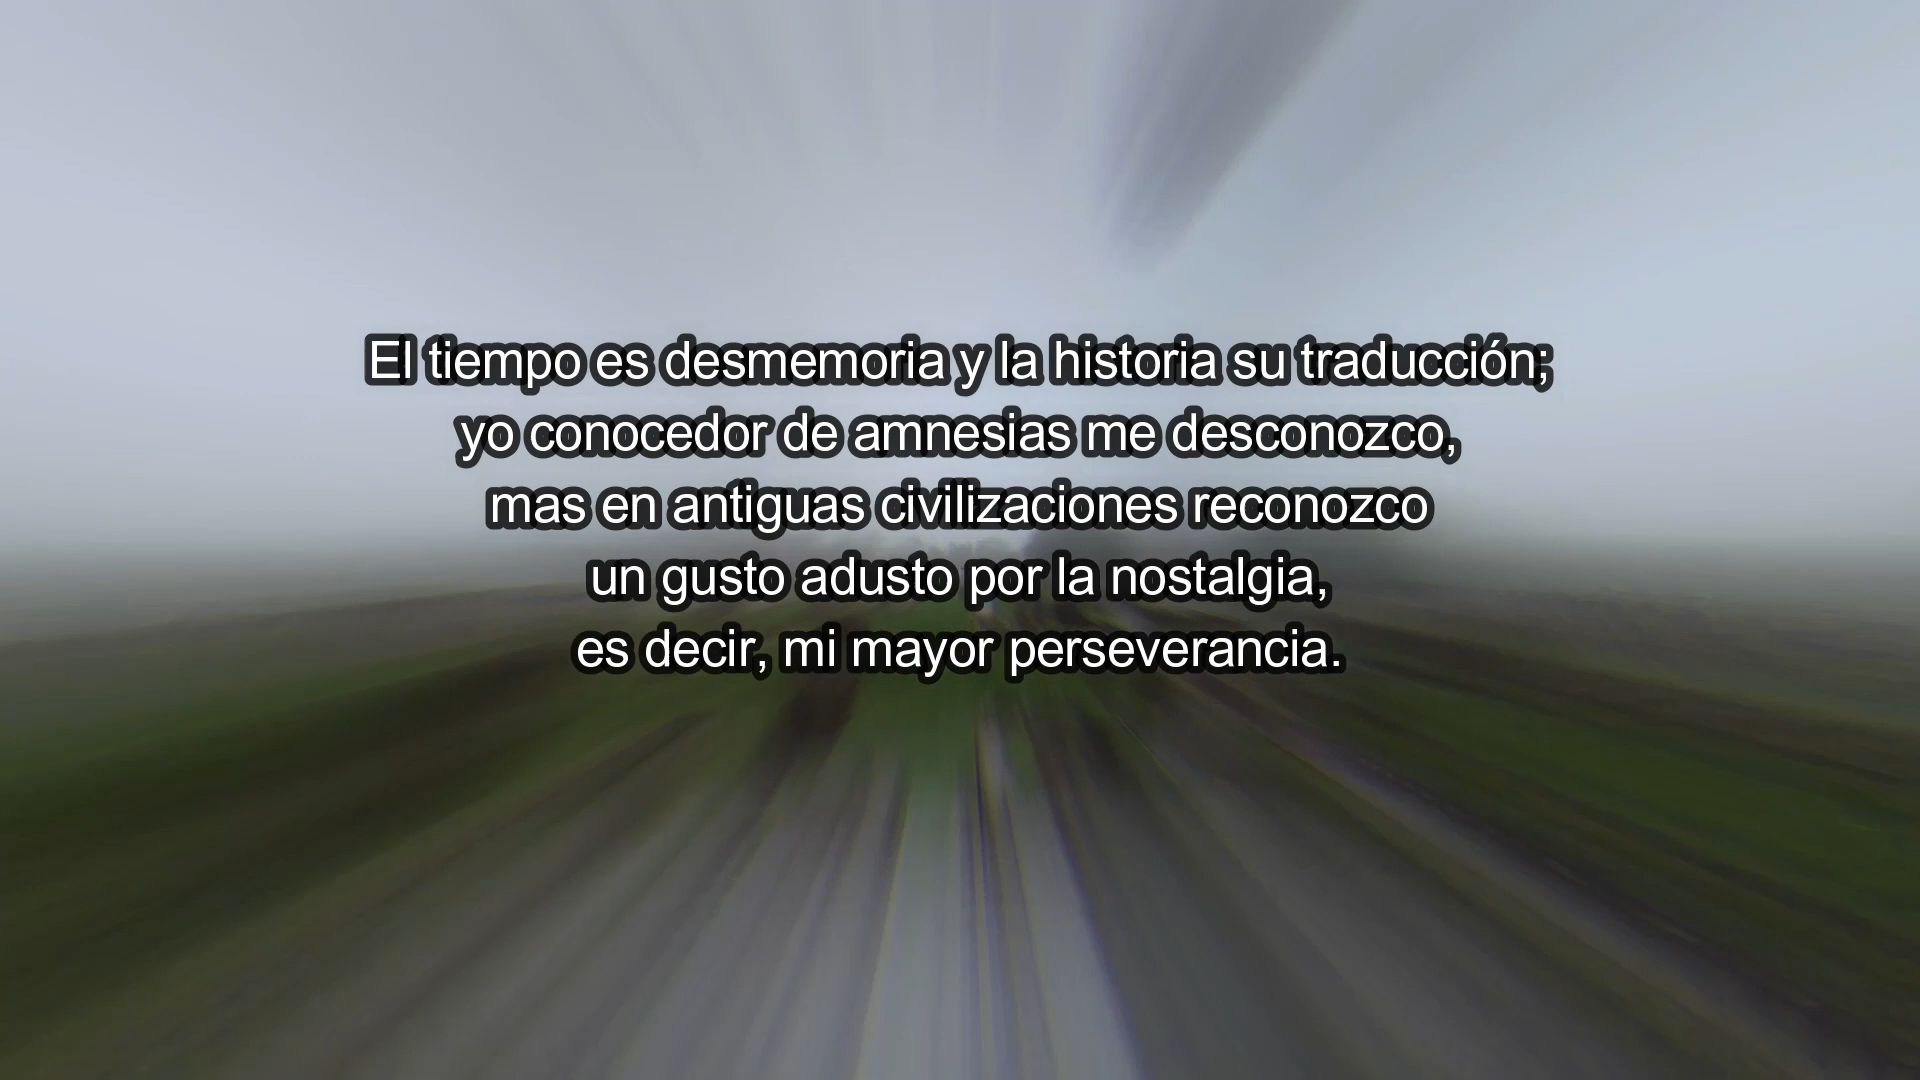 El tiempo es desmemoria y la historia su traducción;
yo conocedor de amnesias me desconozco,
mas en antiguas civilizaciones reconozco
un gusto adusto por la nostalgia,
es decir, mi mayor perseverancia.